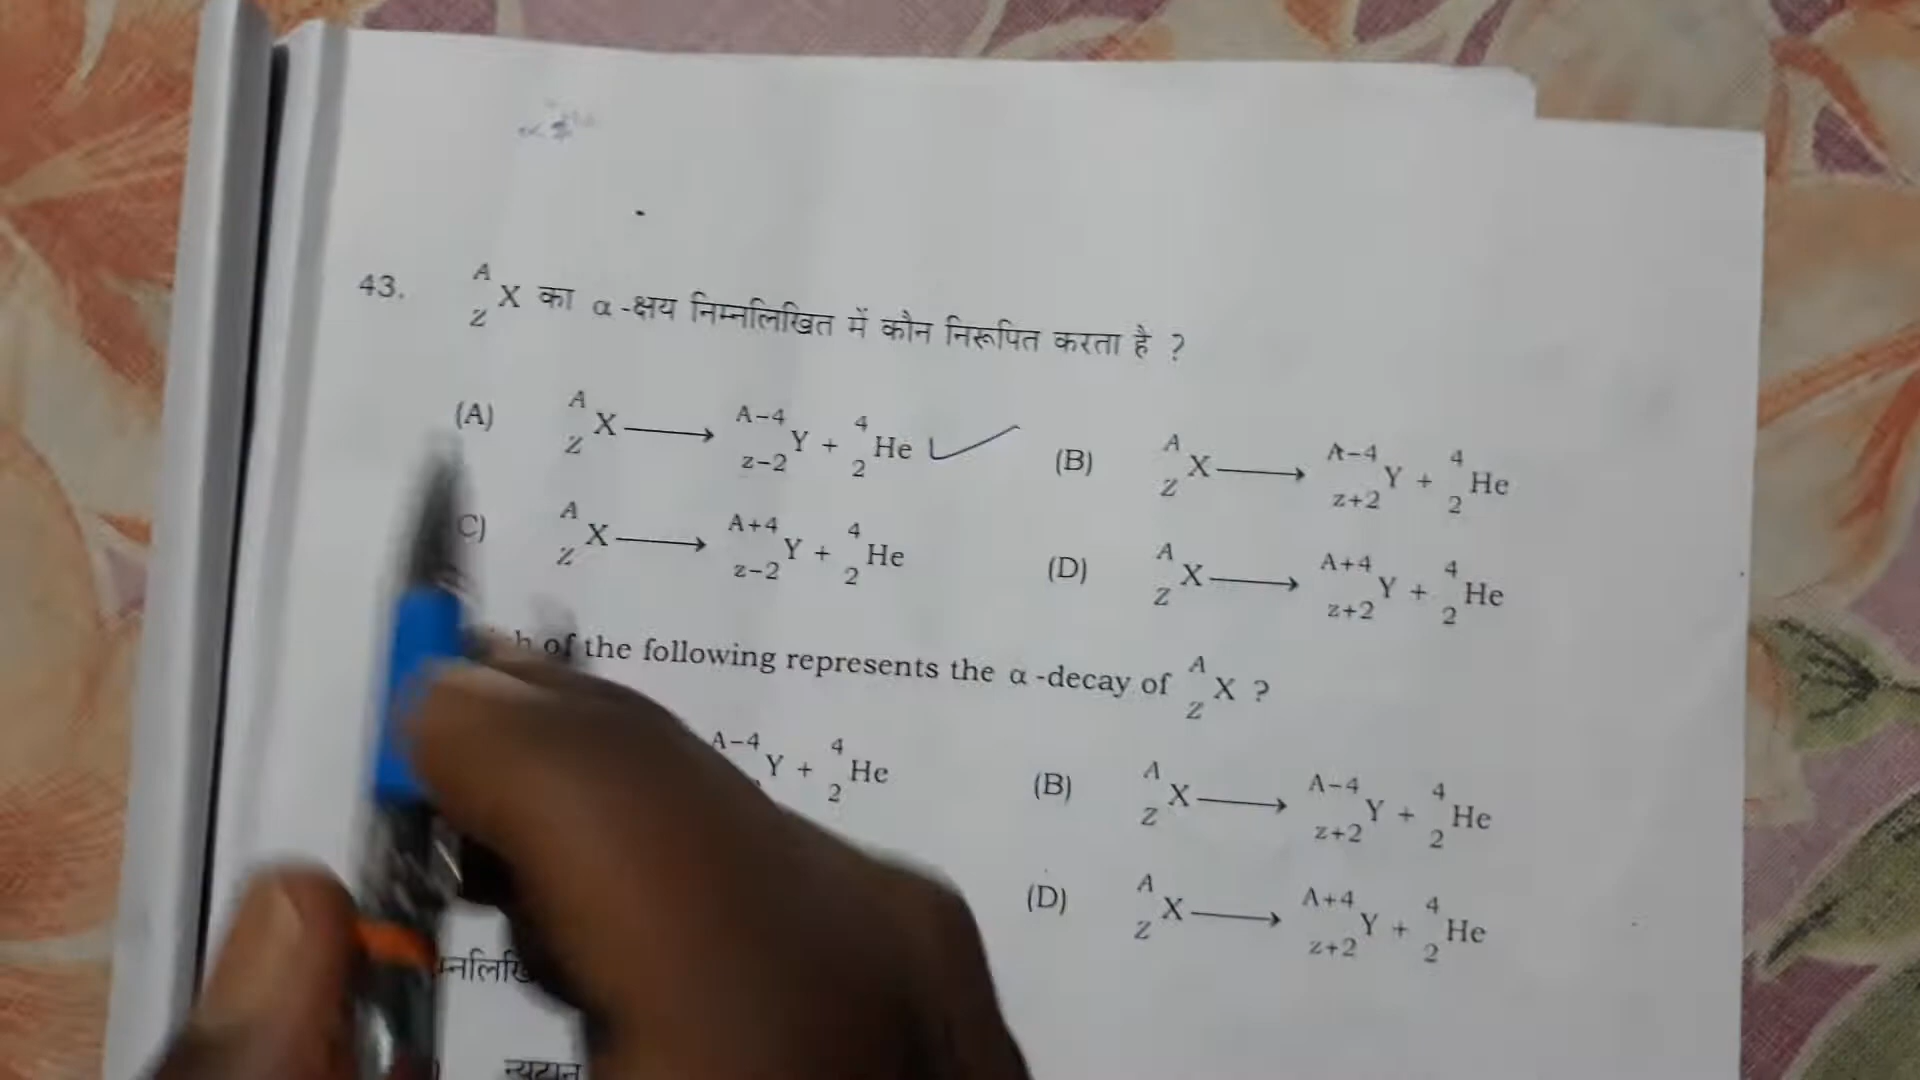 43. ᴬ_Z X का α-क्षय निम्नलिखित में कौन निरूपित करता है ?
(A) ᴬ_Z X ⟶ ᴬ⁻⁴_z−2 Y + ⁴_2 He ✓ (B) ᴬ_Z X ⟶ ᴬ⁻⁴_z+2 Y + ⁴_2 He
C) ᴬ_Z X ⟶ ᴬ⁺⁴_z−2 Y + ⁴_2 He (D) ᴬ_Z X ⟶ ᴬ⁺⁴_z+2 Y + ⁴_2 He
of the following represents the α-decay of ᴬ_Z X ?
ᴬ⁻⁴ Y + ⁴_2 He (B) ᴬ_Z X ⟶ ᴬ⁻⁴_z+2 Y + ⁴_2 He
(D) ᴬ_Z X ⟶ ᴬ⁺⁴_z+2 Y + ⁴_2 He